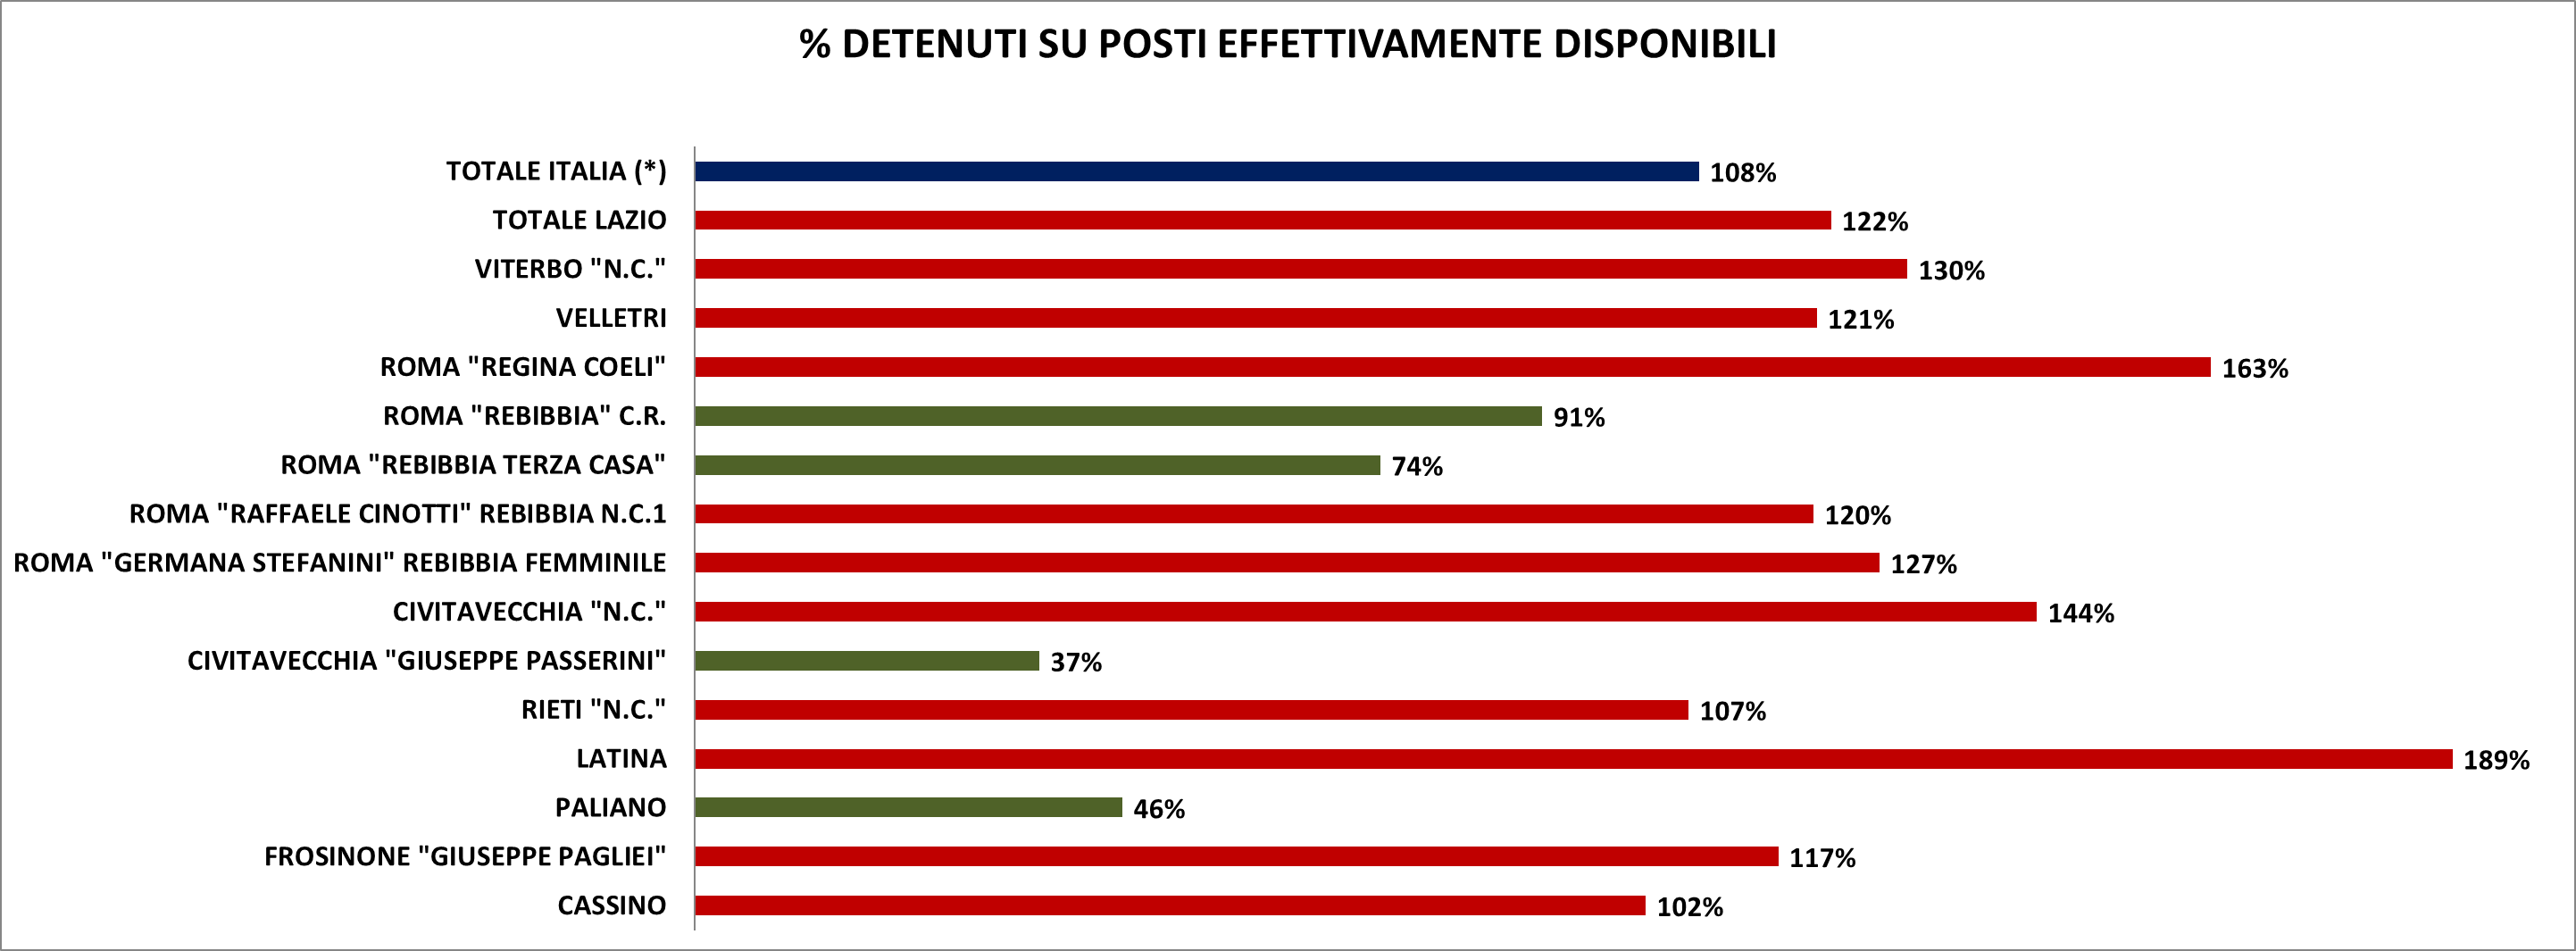 % DETENUTI SU POSTI EFFETTIVAMENTE DISPONIBILI
TOTALE ITALIA (*) 108%
TOTALE LAZIO 122%
VITERBO "N.C." 130%
VELLETRI 121%
ROMA "REGINA COELI" 163%
ROMA "REBIBBIA" C.R. 91%
ROMA "REBIBBIA TERZA CASA" 74%
ROMA "RAFFAELE CINOTTI" REBIBBIA N.C.1 120%
ROMA "GERMANA STEFANINI" REBIBBIA FEMMINILE 127%
CIVITAVECCHIA "N.C." 144%
CIVITAVECCHIA "GIUSEPPE PASSERINI" 37%
RIETI "N.C." 107%
LATINA 189%
PALIANO 46%
FROSINONE "GIUSEPPE PAGLIEI" 117%
CASSINO 102%